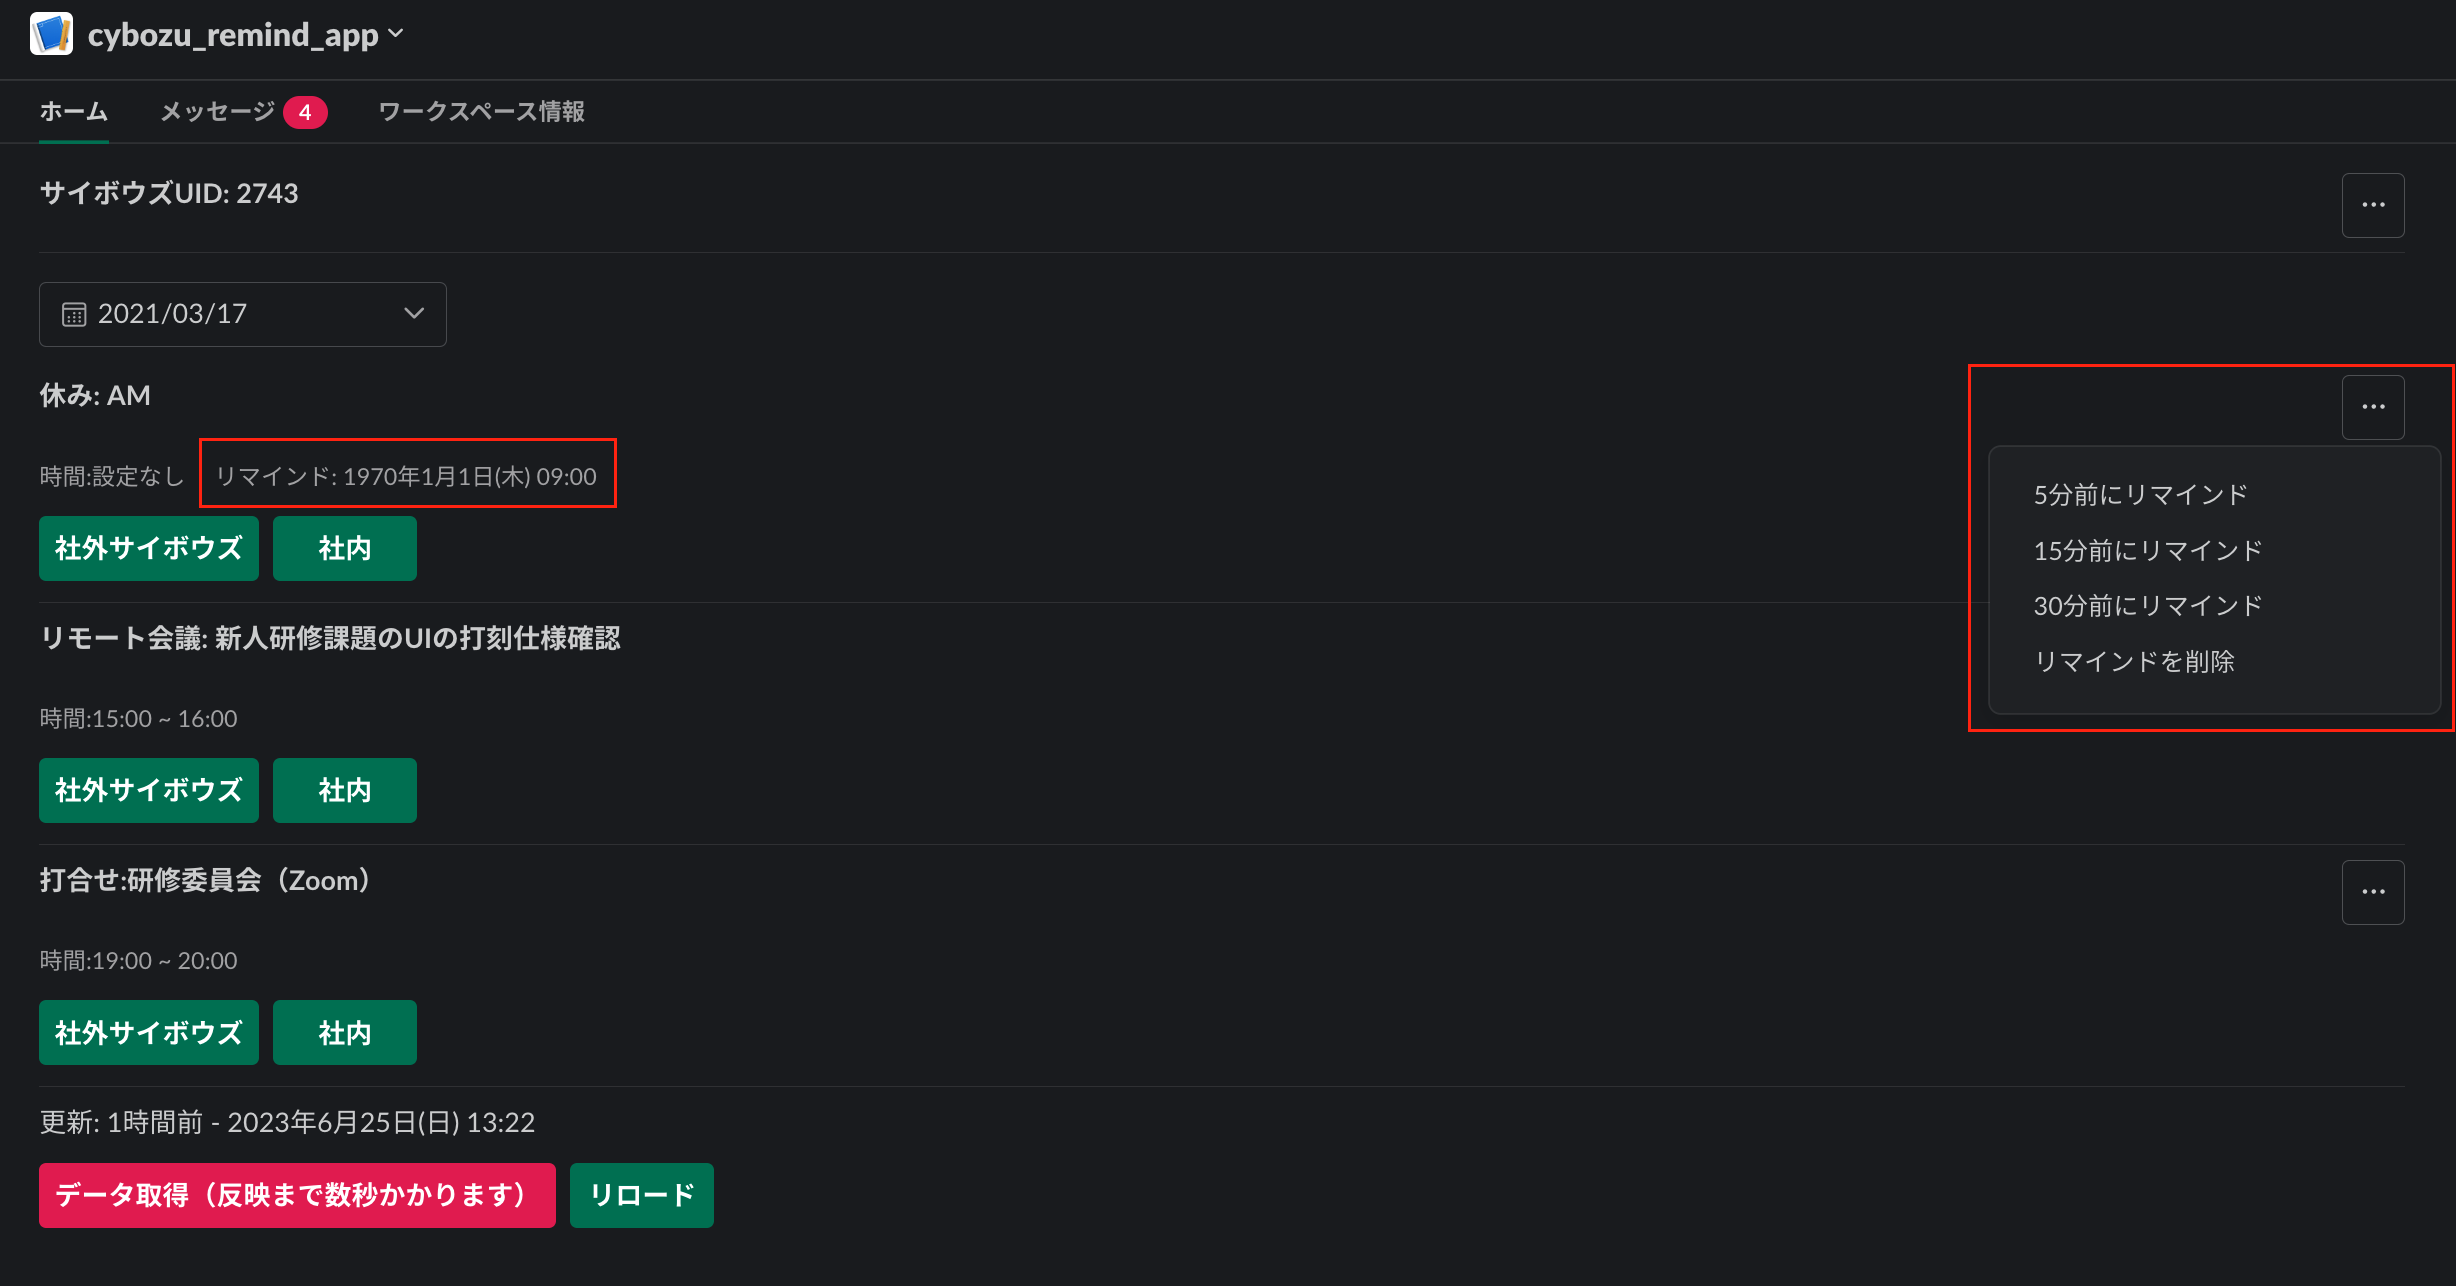 cybozu_remind_app
ホーム メッセージ 4 ワークスペース情報
サイボウズUID: 2743
2021/03/17
休み: AM
時間:設定なし リマインド: 1970年1月1日(木) 09:00
社外サイボウズ 社内
5分前にリマインド
15分前にリマインド
30分前にリマインド
リマインドを削除
リモート会議: 新人研修課題のUIの打刻仕様確認
時間:15:00 ~ 16:00
社外サイボウズ 社内
打合せ:研修委員会（Zoom）
時間:19:00 ~ 20:00
社外サイボウズ 社内
更新: 1時間前 - 2023年6月25日(日) 13:22
データ取得（反映まで数秒かかります） リロード